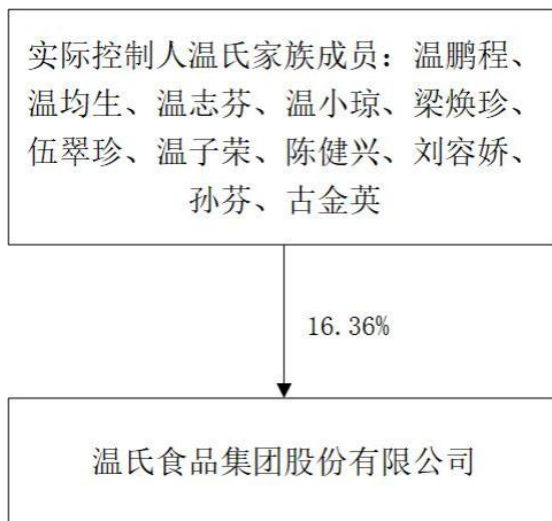 实际控制人温氏家族成员：温鹏程、
温均生、温志芬、温小琼、梁焕珍、
伍翠珍、温子荣、陈健兴、刘容娇、
孙芬、古金英
16.36%
温氏食品集团股份有限公司